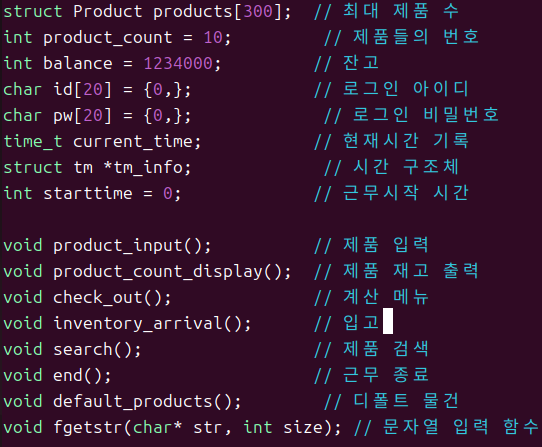 struct Product products[300];  // 최대 제품 수
int product_count = 10;         // 제품들의 번호
int balance = 1234000;         // 잔고
char id[20] = {0,};            // 로그인 아이디
char pw[20] = {0,};             // 로그인 비밀번호
time_t current_time;           // 현재시간 기록
struct tm *tm_info;             // 시간 구조체
int starttime = 0;             // 근무시작 시간
void product_input();          // 제품 입력
void product_count_display();  // 제품 재고 출력
void check_out();              // 계산 메뉴
void inventory_arrival();      // 입고
void search();                 // 제품 검색
void end();                    // 근무 종료
void default_products();        // 디폴트 물건
void fgetstr(char* str, int size); // 문자열 입력 함수